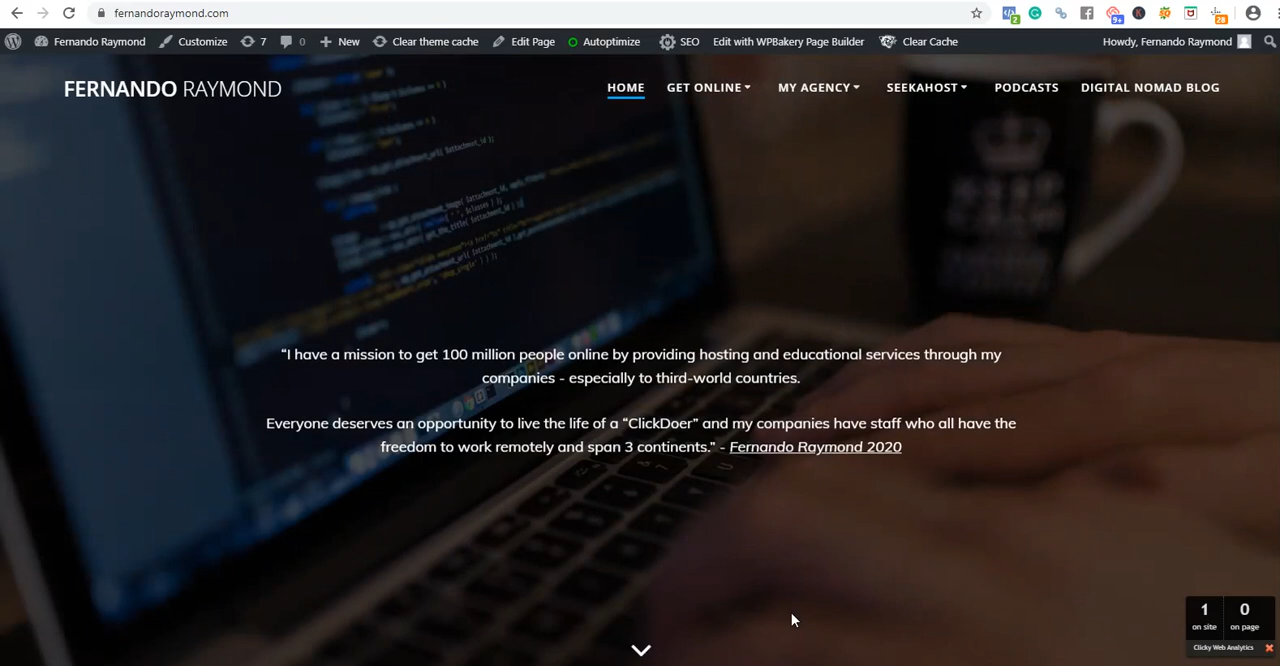 fernandoraymond.com
2
9+
28
Fernando Raymond Customize 7 0 New Clear theme cache Edit Page Autoptimize SEO Edit with WPBakery Page Builder Clear Cache Howdy, Fernando Raymond
FERNANDO RAYMOND
HOME GET ONLINE MY AGENCY SEEKAHOST PODCASTS DIGITAL NOMAD BLOG
KEEP
CALM
“I have a mission to get 100 million people online by providing hosting and educational services through my
companies - especially to third-world countries.
Everyone deserves an opportunity to live the life of a “ClickDoer” and my companies have staff who all have the
freedom to work remotely and span 3 continents.” - Fernando Raymond 2020
1 0
on site on page
Clicky Web Analytics